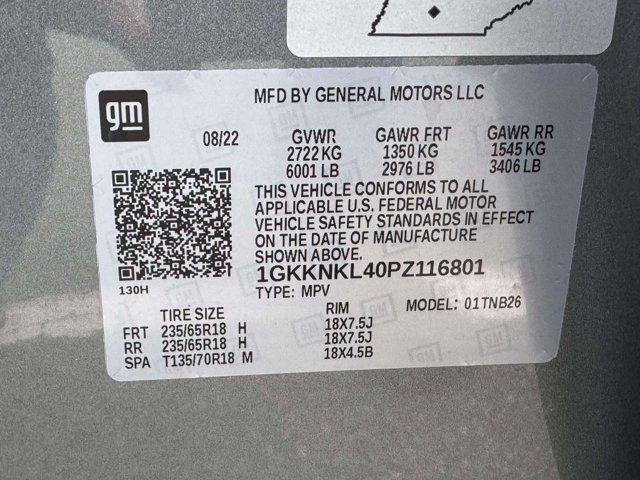 gm
MFD BY GENERAL MOTORS LLC
08/22 GVWR GAWR FRT GAWR RR
2722 KG 1350 KG 1545 KG
6001 LB 2976 LB 3406 LB
THIS VEHICLE CONFORMS TO ALL
APPLICABLE U.S. FEDERAL MOTOR
VEHICLE SAFETY STANDARDS IN EFFECT
ON THE DATE OF MANUFACTURE
SHOWN ABOVE.
130H
1GKKNKL40PZ116801
TYPE: MPV MODEL: 01TNB26
TIRE SIZE RIM
FRT 235/65R18 H 18X7.5J
RR 235/65R18 H 18X7.5J
SPA T135/70R18 M 18X4.5B